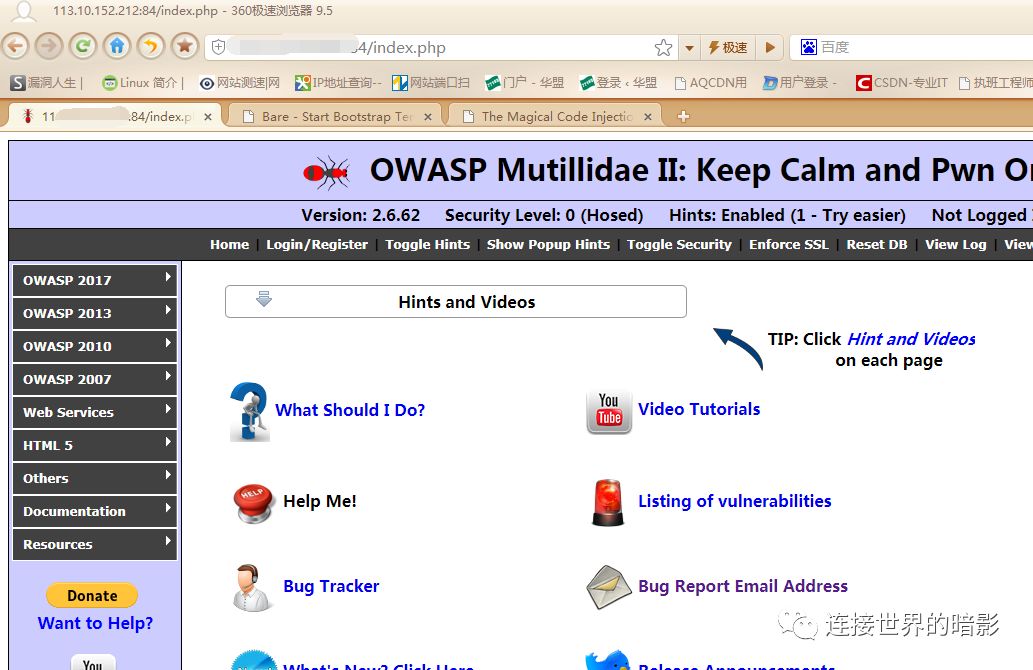 113.10.152.212:84/index.php - 360极速浏览器 9.5
4/index.php
极速
百度
漏洞人生 |
Linux 简介 |
网站测速网
IP地址查询--
网站端口扫
门户 - 华盟
登录 ‹ 华盟
AQCDN用
用户登录 -
CSDN-专业IT
执班工程师
11 .84/index.p
Bare - Start Bootstrap Ter
The Magical Code Injectio
OWASP Mutillidae II: Keep Calm and Pwn On
Version: 2.6.62 Security Level: 0 (Hosed) Hints: Enabled (1 - Try easier) Not Logged
Home | Login/Register | Toggle Hints | Show Popup Hints | Toggle Security | Enforce SSL | Reset DB | View Log | View
OWASP 2017
OWASP 2013
OWASP 2010
OWASP 2007
Web Services
HTML 5
Others
Documentation
Resources
Donate
Want to Help?
You
Hints and Videos
TIP: Click Hint and Videos
on each page
What Should I Do?
You
Tube
Video Tutorials
HELP
Help Me!
Listing of vulnerabilities
Bug Tracker
Bug Report Email Address
What's New? Click Here
Release Announcements
连接世界的暗影